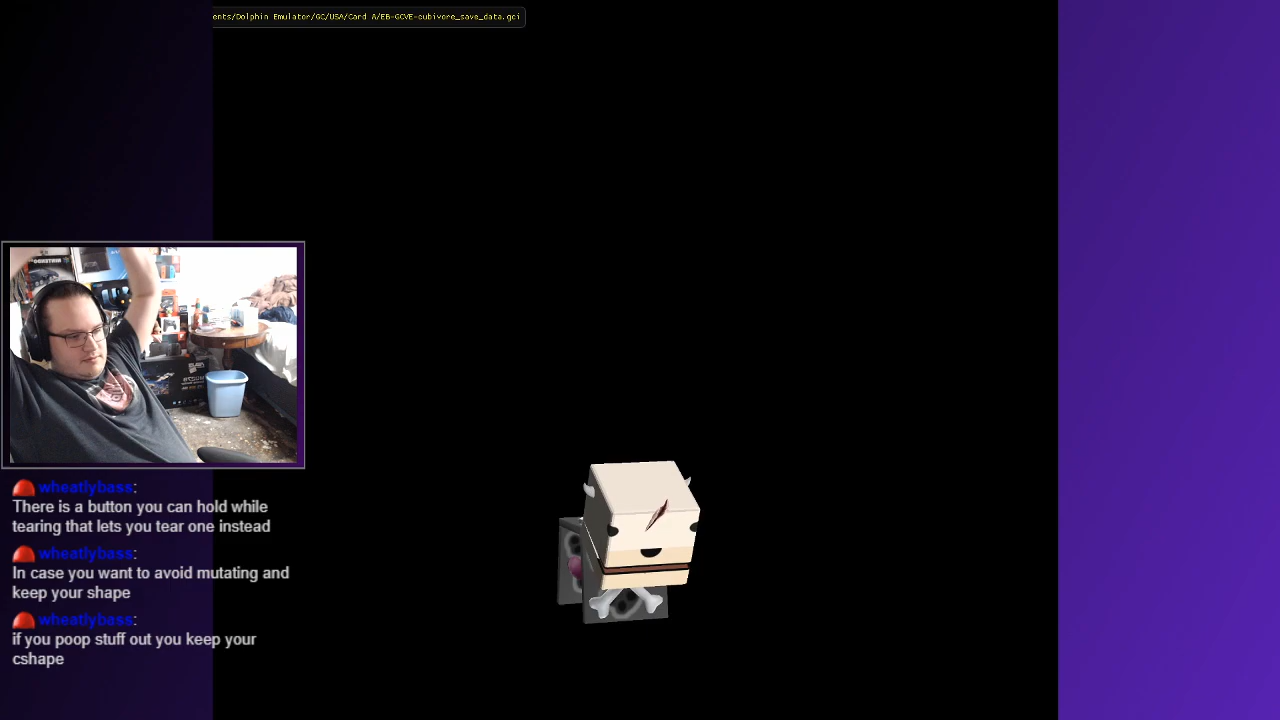 ents/Dolphin Emulator/GC/USA/Card A/EB-GCVE-cubivore_save_data.gci
wheatlybass:
There is a button you can hold while
tearing that lets you tear one instead
wheatlybass:
In case you want to avoid mutating and
keep your shape
wheatlybass:
if you poop stuff out you keep your
cshape